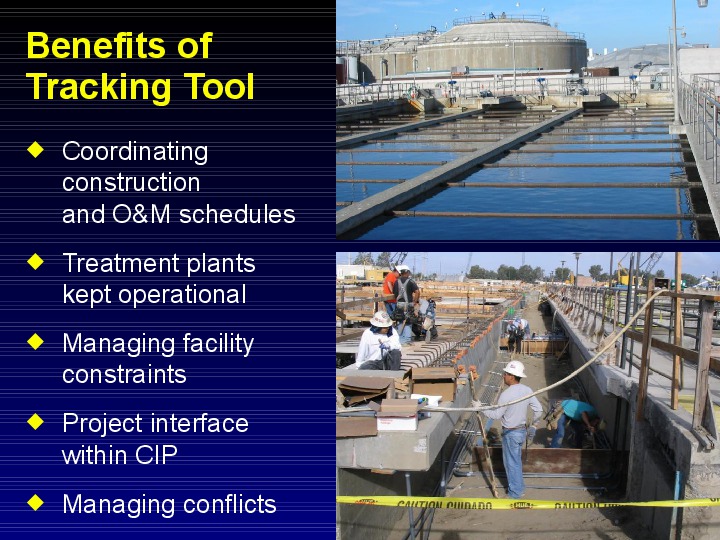 Benefits of
Tracking Tool
Coordinating
construction
and O&M schedules
Treatment plants
kept operational
Managing facility
constraints
Project interface
within CIP
Managing conflicts
CAUTION CUIDADO CAUTION